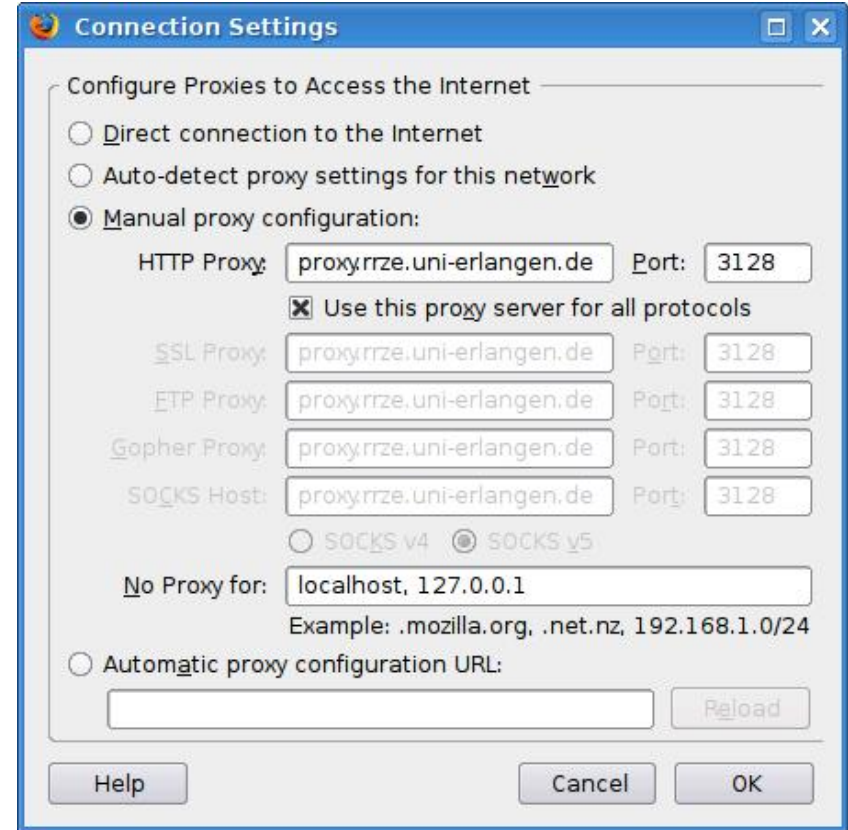 Connection Settings
Configure Proxies to Access the Internet
Direct connection to the Internet
Auto-detect proxy settings for this network
Manual proxy configuration:
HTTP Proxy: proxy.rrze.uni-erlangen.de Port: 3128
Use this proxy server for all protocols
SSL Proxy: proxy.rrze.uni-erlangen.de Port: 3128
FTP Proxy: proxy.rrze.uni-erlangen.de Port: 3128
Gopher Proxy: proxy.rrze.uni-erlangen.de Port: 3128
SOCKS Host: proxy.rrze.uni-erlangen.de Port: 3128
SOCKS v4 SOCKS v5
No Proxy for: localhost, 127.0.0.1
Example: .mozilla.org, .net.nz, 192.168.1.0/24
Automatic proxy configuration URL:
Reload
Help Cancel OK